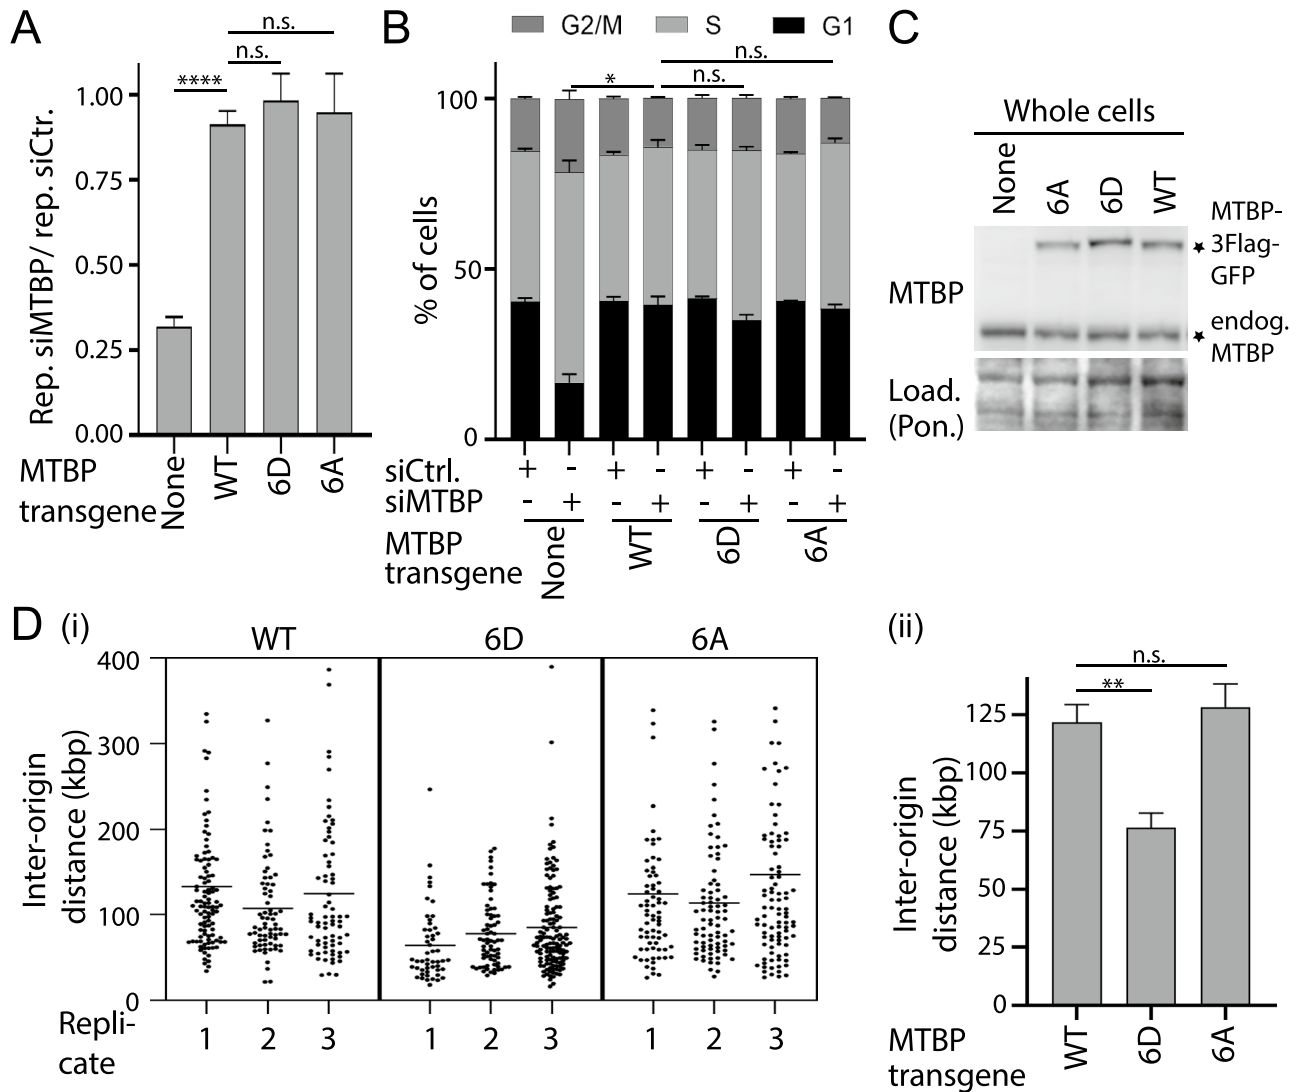 A
n.s.
n.s.
****
Rep. siMTBP/ rep. siCtr.
1.00
0.75
0.50
0.25
0.00
MTBP
transgene
None
WT
6D
6A
B
G2/M
S
G1
n.s.
n.s.
*
% of cells
100
50
0
siCtrl.
+ - + - + - + -
siMTBP
- + - + - + - +
MTBP
transgene
None
WT
6D
6A
C
Whole cells
None
6A
6D
WT
MTBP
MTBP-
3Flag-
GFP
endog.
MTBP
Load.
(Pon.)
D
(i)
WT
6D
6A
Inter-origin
distance (kbp)
400
300
200
100
0
Repli-
cate
1 2 3 1 2 3 1 2 3
(ii)
n.s.
**
Inter-origin
distance (kbp)
125
100
75
50
25
0
MTBP
transgene
WT
6D
6A